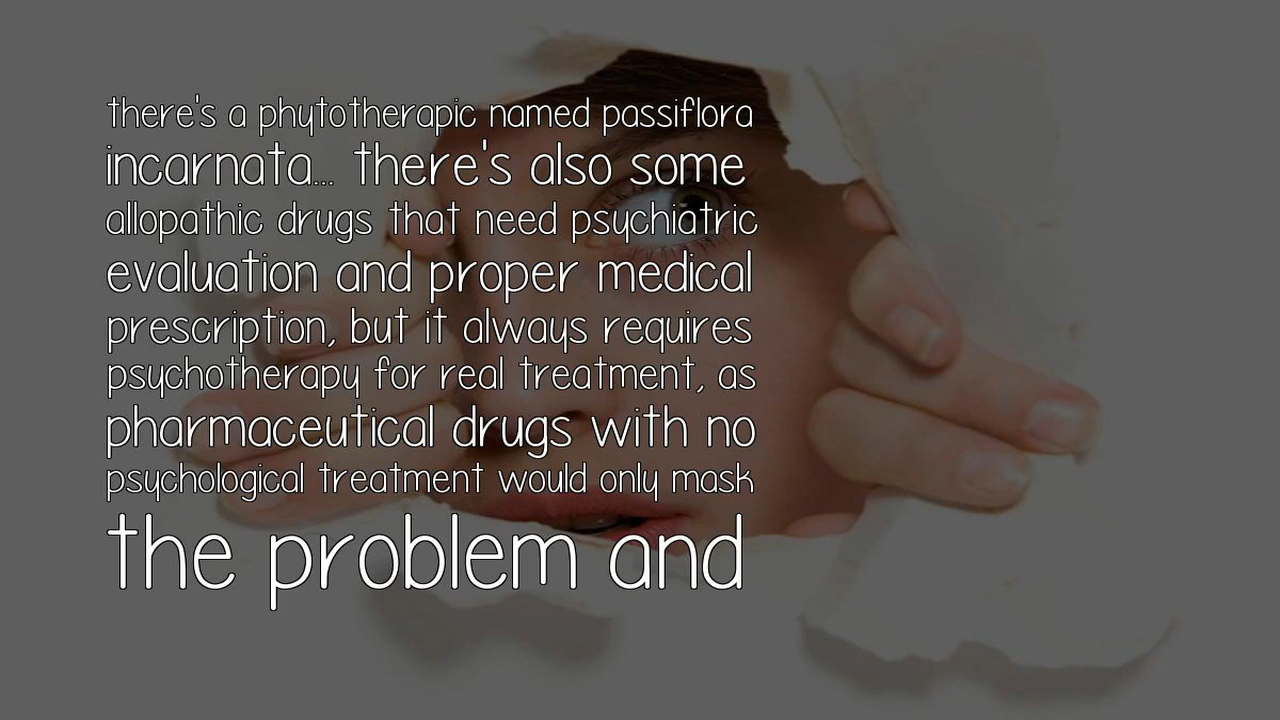 there's a phytotherapic named passiflora
incarnata... there's also some
allopathic drugs that need psychiatric
evaluation and proper medical
prescription, but it always requires
psychotherapy for real treatment, as
pharmaceutical drugs with no
psychological treatment would only mask
the problem and